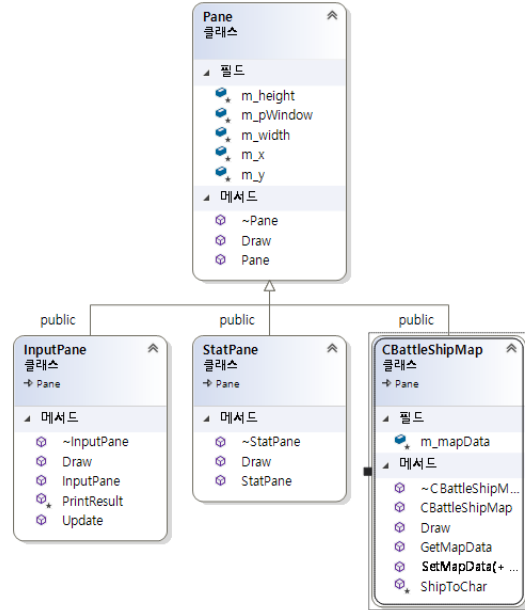 Pane
클래스
필드
m_height
m_pWindow
m_width
m_x
m_y
메서드
~Pane
Draw
Pane
public
public
public
InputPane
클래스
Pane
메서드
~InputPane
Draw
InputPane
PrintResult
Update
StatPane
클래스
Pane
메서드
~StatPane
Draw
StatPane
CBattleShipMap
클래스
Pane
필드
m_mapData
메서드
~CBattleShipM...
CBattleShipMap
Draw
GetMapData
SetMapData(+ ...
ShipToChar